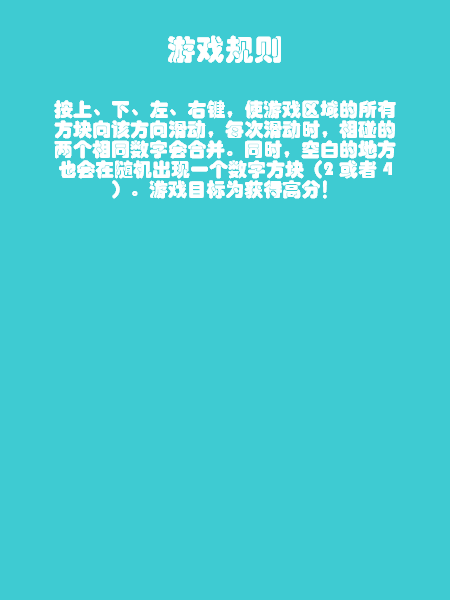 游戏规则
按上、下、左、右键，使游戏区域的所有
方块向该方向滑动，每次滑动时，相碰的
两个相同数字会合并。同时，空白的地方
也会在随机出现一个数字方块（2 或者 4
）。游戏目标为获得高分！